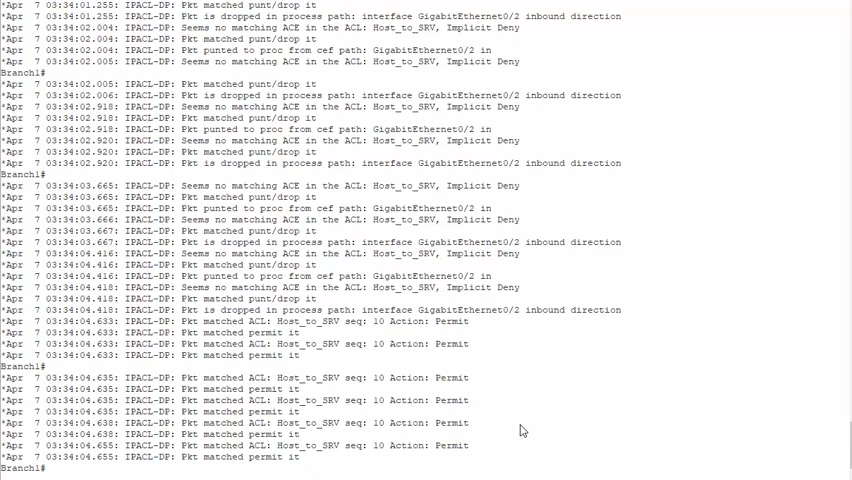 *Apr  7 03:34:01.255: IPACL-DP: Pkt matched punt/drop it
*Apr  7 03:34:01.255: IPACL-DP: Pkt is dropped in process path: interface GigabitEthernet0/2 inbound direction
*Apr  7 03:34:02.004: IPACL-DP: Seems no matching ACE in the ACL: Host_to_SRV, Implicit Deny
*Apr  7 03:34:02.004: IPACL-DP: Pkt matched punt/drop it
*Apr  7 03:34:02.004: IPACL-DP: Pkt punted to proc from cef path: GigabitEthernet0/2 in
*Apr  7 03:34:02.005: IPACL-DP: Seems no matching ACE in the ACL: Host_to_SRV, Implicit Deny
Branch1#
*Apr  7 03:34:02.005: IPACL-DP: Pkt matched punt/drop it
*Apr  7 03:34:02.006: IPACL-DP: Pkt is dropped in process path: interface GigabitEthernet0/2 inbound direction
*Apr  7 03:34:02.918: IPACL-DP: Seems no matching ACE in the ACL: Host_to_SRV, Implicit Deny
*Apr  7 03:34:02.918: IPACL-DP: Pkt matched punt/drop it
*Apr  7 03:34:02.918: IPACL-DP: Pkt punted to proc from cef path: GigabitEthernet0/2 in
*Apr  7 03:34:02.920: IPACL-DP: Seems no matching ACE in the ACL: Host_to_SRV, Implicit Deny
*Apr  7 03:34:02.920: IPACL-DP: Pkt matched punt/drop it
*Apr  7 03:34:02.920: IPACL-DP: Pkt is dropped in process path: interface GigabitEthernet0/2 inbound direction
Branch1#
*Apr  7 03:34:03.665: IPACL-DP: Seems no matching ACE in the ACL: Host_to_SRV, Implicit Deny
*Apr  7 03:34:03.665: IPACL-DP: Pkt matched punt/drop it
*Apr  7 03:34:03.665: IPACL-DP: Pkt punted to proc from cef path: GigabitEthernet0/2 in
*Apr  7 03:34:03.666: IPACL-DP: Seems no matching ACE in the ACL: Host_to_SRV, Implicit Deny
*Apr  7 03:34:03.667: IPACL-DP: Pkt matched punt/drop it
*Apr  7 03:34:03.667: IPACL-DP: Pkt is dropped in process path: interface GigabitEthernet0/2 inbound direction
*Apr  7 03:34:04.416: IPACL-DP: Seems no matching ACE in the ACL: Host_to_SRV, Implicit Deny
*Apr  7 03:34:04.416: IPACL-DP: Pkt matched punt/drop it
*Apr  7 03:34:04.416: IPACL-DP: Pkt punted to proc from cef path: GigabitEthernet0/2 in
*Apr  7 03:34:04.418: IPACL-DP: Seems no matching ACE in the ACL: Host_to_SRV, Implicit Deny
*Apr  7 03:34:04.418: IPACL-DP: Pkt matched punt/drop it
*Apr  7 03:34:04.418: IPACL-DP: Pkt is dropped in process path: interface GigabitEthernet0/2 inbound direction
*Apr  7 03:34:04.633: IPACL-DP: Pkt matched ACL: Host_to_SRV seq: 10 Action: Permit
*Apr  7 03:34:04.633: IPACL-DP: Pkt matched permit it
*Apr  7 03:34:04.633: IPACL-DP: Pkt matched ACL: Host_to_SRV seq: 10 Action: Permit
*Apr  7 03:34:04.633: IPACL-DP: Pkt matched permit it
Branch1#
*Apr  7 03:34:04.635: IPACL-DP: Pkt matched ACL: Host_to_SRV seq: 10 Action: Permit
*Apr  7 03:34:04.635: IPACL-DP: Pkt matched permit it
*Apr  7 03:34:04.635: IPACL-DP: Pkt matched ACL: Host_to_SRV seq: 10 Action: Permit
*Apr  7 03:34:04.635: IPACL-DP: Pkt matched permit it
*Apr  7 03:34:04.638: IPACL-DP: Pkt matched ACL: Host_to_SRV seq: 10 Action: Permit
*Apr  7 03:34:04.638: IPACL-DP: Pkt matched permit it
*Apr  7 03:34:04.655: IPACL-DP: Pkt matched ACL: Host_to_SRV seq: 10 Action: Permit
*Apr  7 03:34:04.655: IPACL-DP: Pkt matched permit it
Branch1#